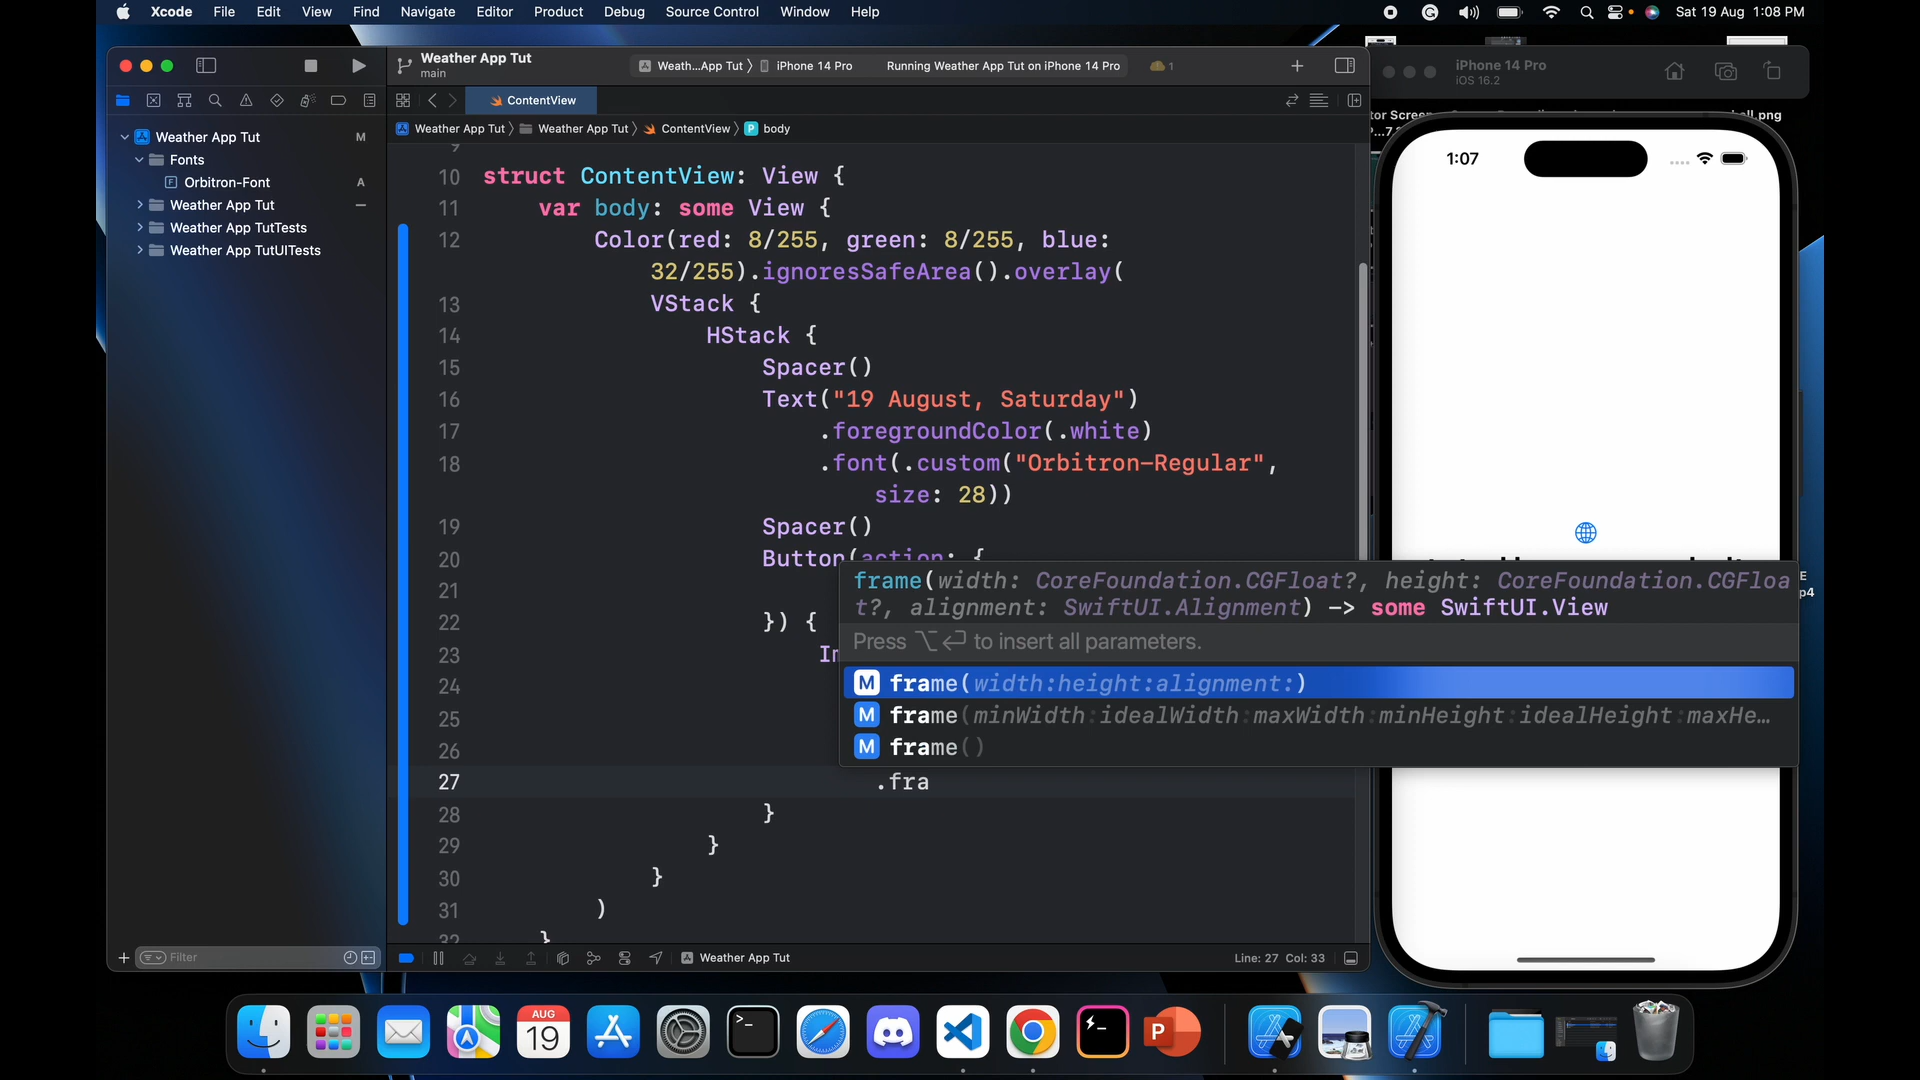 Xcode File Edit View Find Navigate Editor Product Debug Source Control Window Help Sat 19 Aug 1:08 PM
Weather App Tut
main
Weath...App Tut iPhone 14 Pro Running Weather App Tut on iPhone 14 Pro 1
iPhone 14 Pro
iOS 16.2
ContentView
Weather App Tut Weather App Tut ContentView P body
Weather App Tut M
Fonts
F Orbitron-Font A
Weather App Tut
Weather App TutTests
Weather App TutUITests
9
10 struct ContentView: View {
11 var body: some View {
12 Color(red: 8/255, green: 8/255, blue:
32/255).ignoresSafeArea().overlay(
13 VStack {
14 HStack {
15 Spacer()
16 Text("19 August, Saturday")
17 .foregroundColor(.white)
18 .font(.custom("Orbitron-Regular",
size: 28))
19 Spacer()
20 Button(action: {
21
22 }) {
23
24
25
26
27 .fra
28 }
29 }
30 }
31 )
32 }
frame(width: CoreFoundation.CGFloat?, height: CoreFoundation.CGFloa
t?, alignment: SwiftUI.Alignment) -> some SwiftUI.View
Press ⌥↩ to insert all parameters.
M frame(width:height:alignment:)
M frame(minWidth:idealWidth:maxWidth:minHeight:idealHeight:maxHe...
M frame()
1:07
Filter
Weather App Tut
Line: 27 Col: 33
AUG
19
P